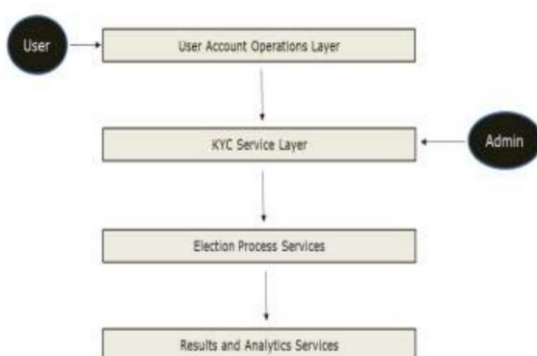 User
User Account Operations Layer
KYC Service Layer
Admin
Election Process Services
Results and Analytics Services